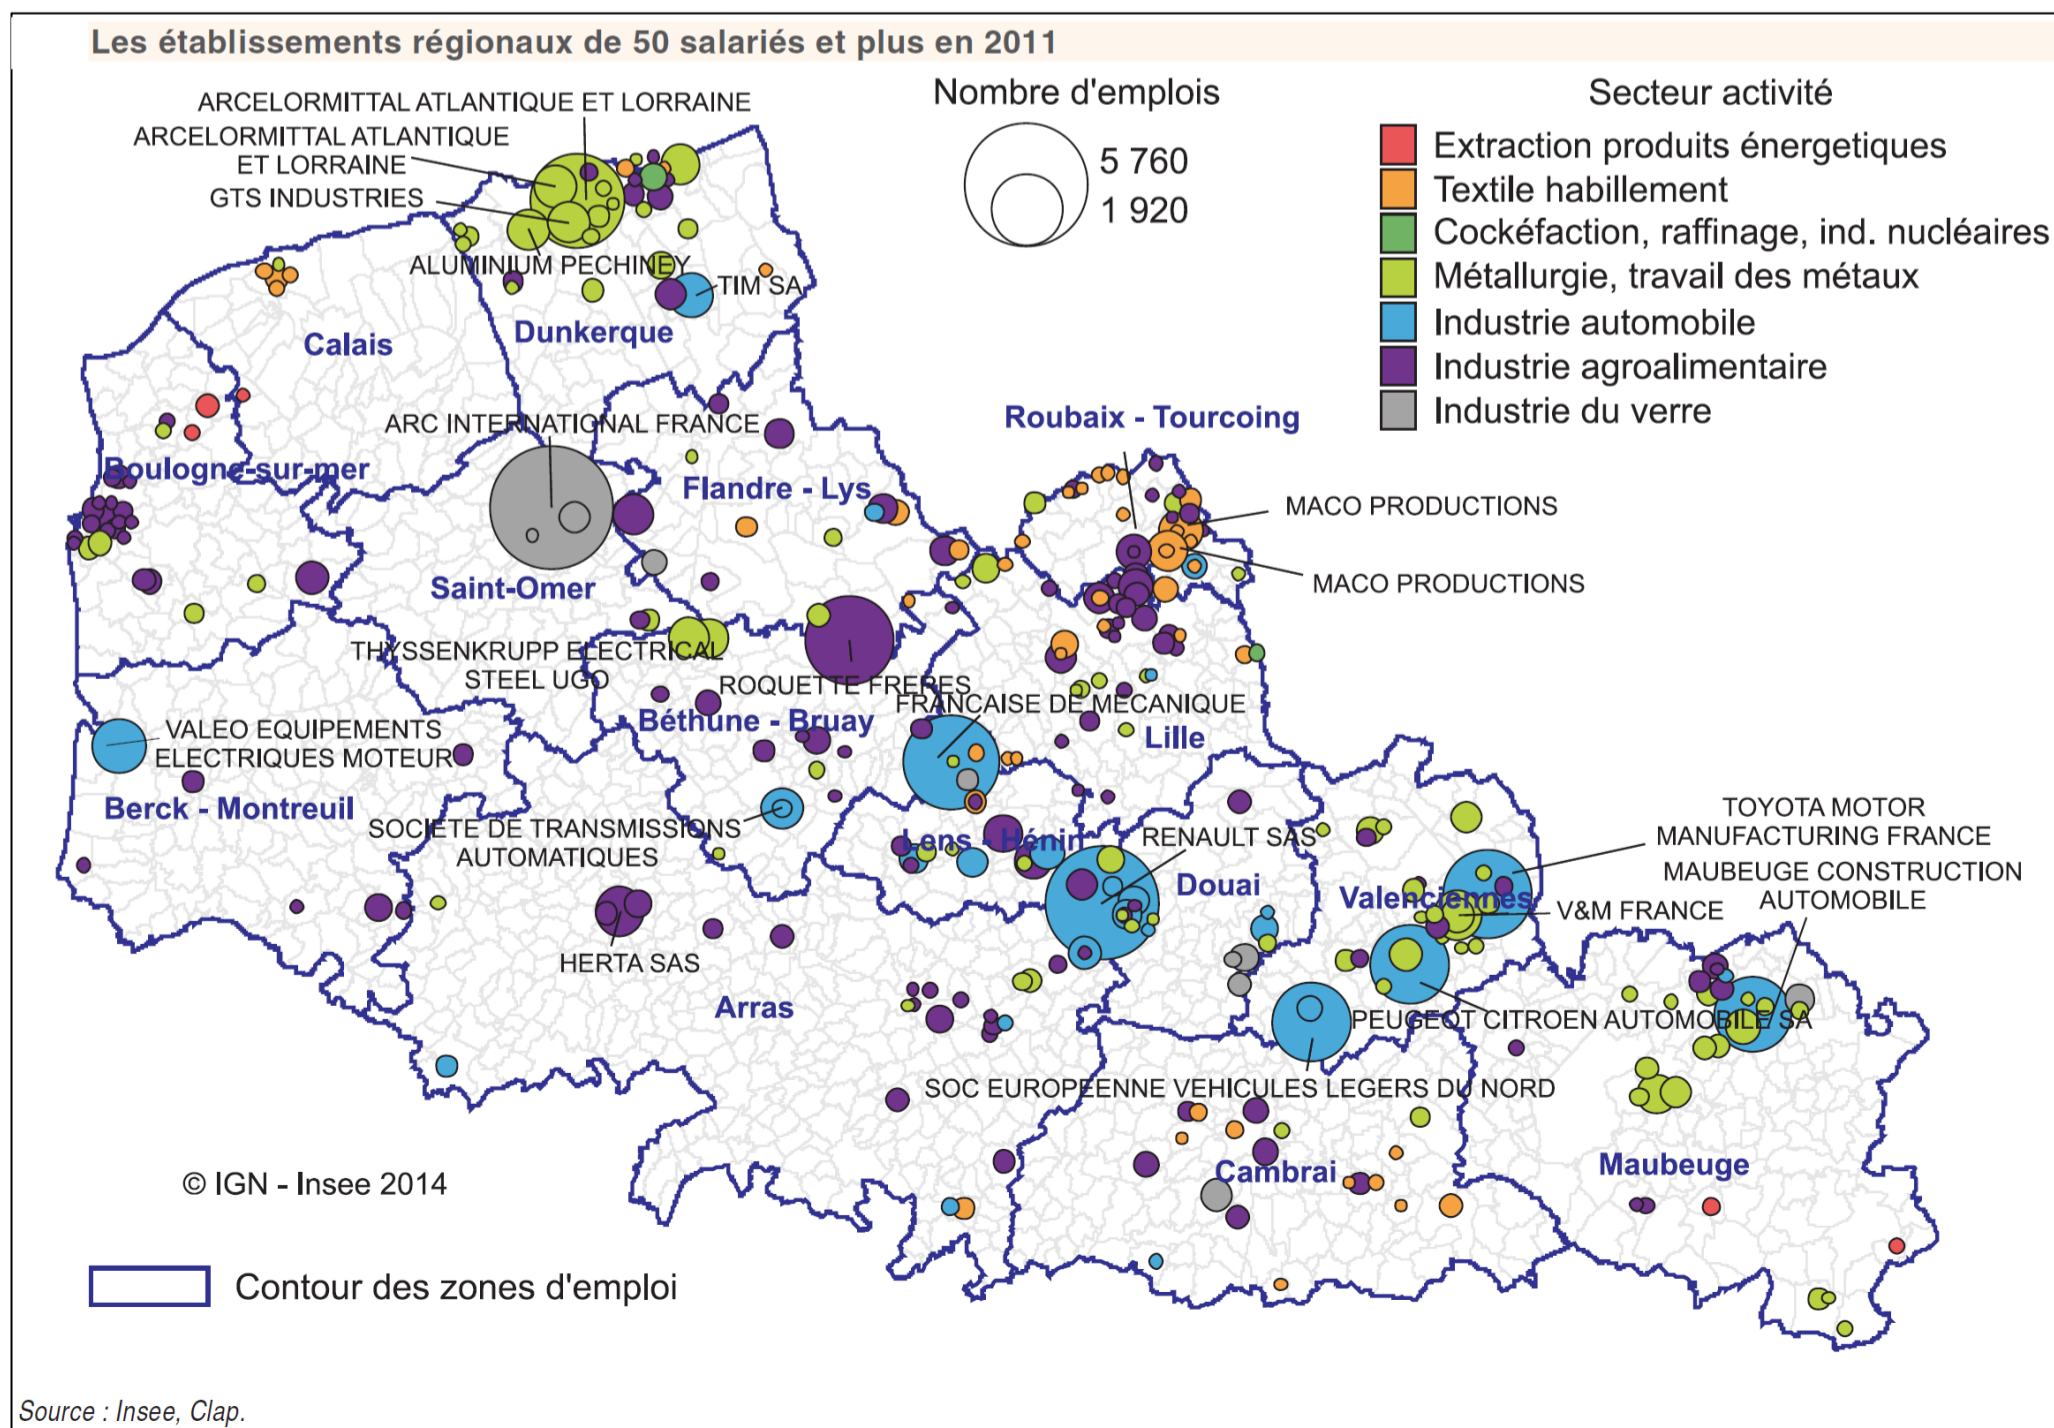 Les établissements régionaux de 50 salariés et plus en 2011
Nombre d'emplois
5 760
1 920
Secteur activité
Extraction produits énergetiques
Textile habillement
Cockéfaction, raffinage, ind. nucléaires
Métallurgie, travail des métaux
Industrie automobile
Industrie agroalimentaire
Industrie du verre
ARCELORMITTAL ATLANTIQUE ET LORRAINE
ARCELORMITTAL ATLANTIQUE
ET LORRAINE
GTS INDUSTRIES
ALUMINIUM PECHINEY
TIM SA
Dunkerque
Calais
ARC INTERNATIONAL FRANCE
Roubaix - Tourcoing
Boulogne-sur-mer
Flandre - Lys
MACO PRODUCTIONS
MACO PRODUCTIONS
Saint-Omer
THYSSENKRUPP ELECTRICAL
STEEL UGO
ROQUETTE FRERES
FRANCAISE DE MECANIQUE
Béthune - Bruay
Lille
VALEO EQUIPEMENTS
ELECTRIQUES MOTEUR
Berck - Montreuil
SOCIETE DE TRANSMISSIONS
AUTOMATIQUES
Lens - Hénin
RENAULT SAS
TOYOTA MOTOR
MANUFACTURING FRANCE
MAUBEUGE CONSTRUCTION
AUTOMOBILE
Douai
Valenciennes
V&M FRANCE
HERTA SAS
Arras
PEUGEOT CITROEN AUTOMOBILE SA
SOC EUROPEENNE VEHICULES LEGERS DU NORD
Cambrai
Maubeuge
© IGN - Insee 2014
Contour des zones d'emploi
Source : Insee, Clap.